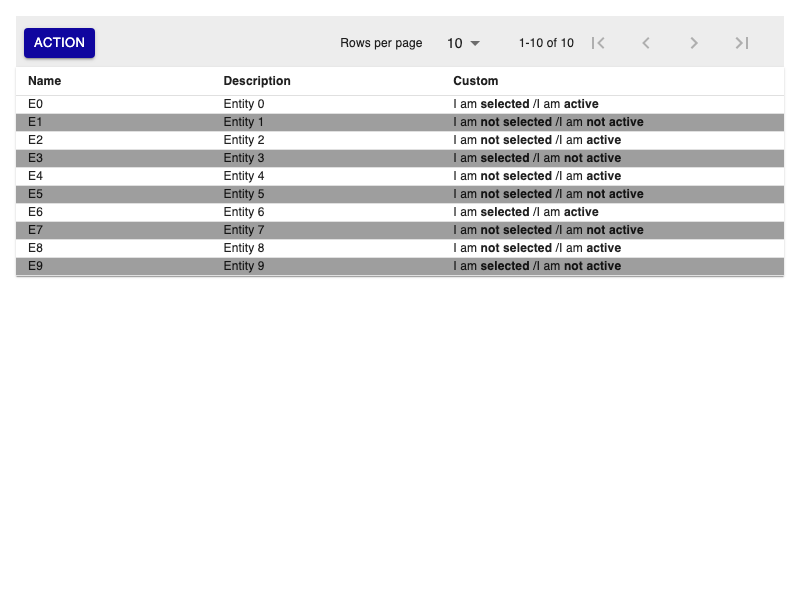 ACTION Rows per page 10 1-10 of 10
Name Description Custom
E0 Entity 0 I am selected /I am active
E1 Entity 1 I am not selected /I am not active
E2 Entity 2 I am not selected /I am active
E3 Entity 3 I am selected /I am not active
E4 Entity 4 I am not selected /I am active
E5 Entity 5 I am not selected /I am not active
E6 Entity 6 I am selected /I am active
E7 Entity 7 I am not selected /I am not active
E8 Entity 8 I am not selected /I am active
E9 Entity 9 I am selected /I am not active